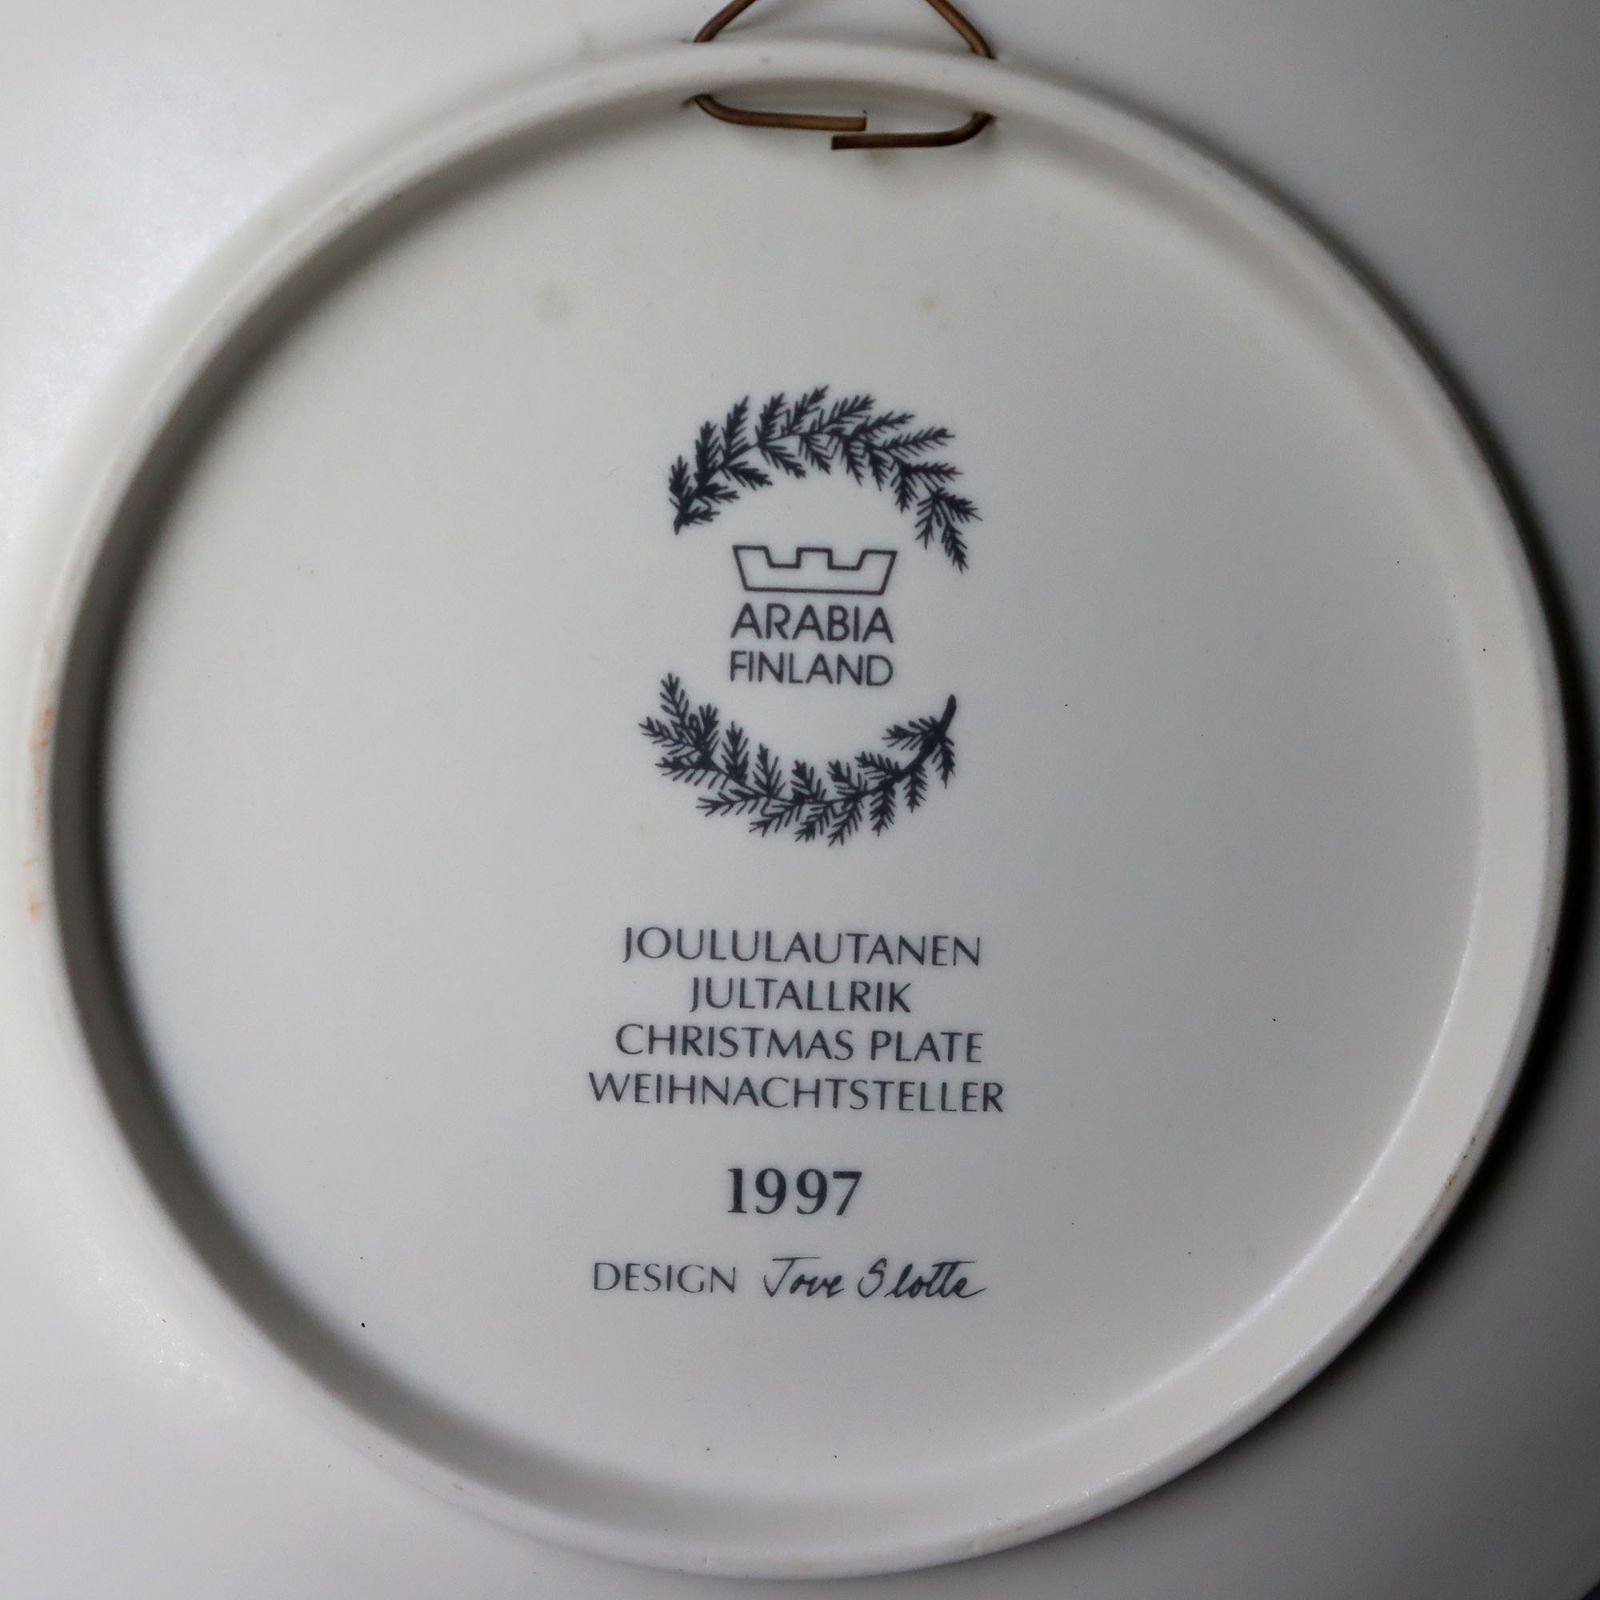 ARABIA
FINLAND
JOULULAUTANEN
JULTALLRIK
CHRISTMAS PLATE
WEIHNACHTSTELLER
1997
DESIGN Tove Slotte